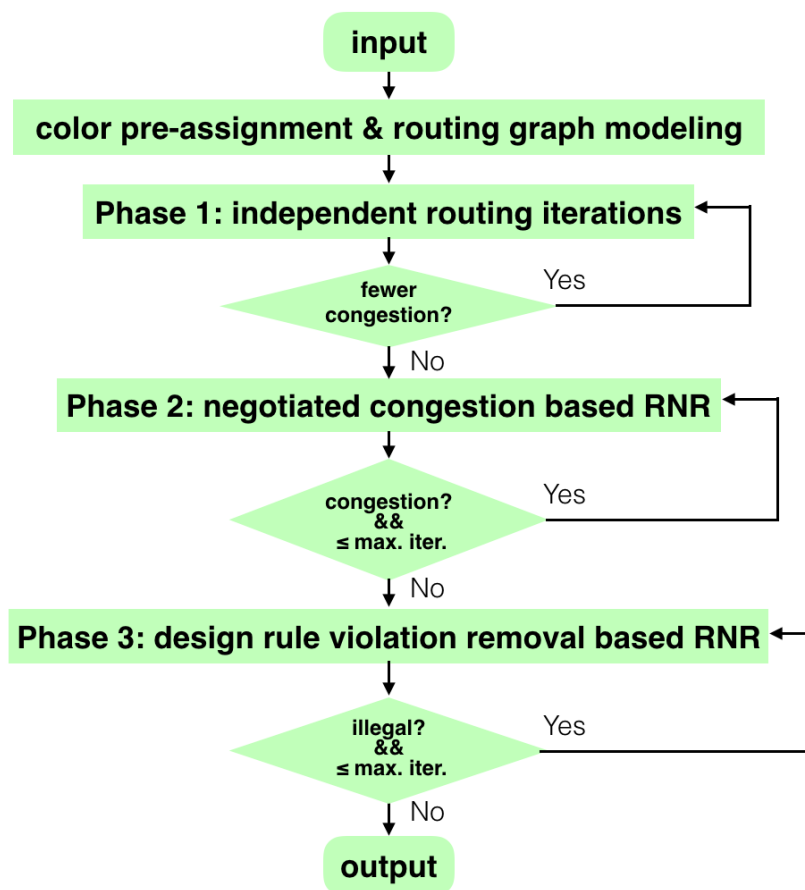 input
color pre-assignment & routing graph modeling
Phase 1: independent routing iterations
fewer
congestion?
Yes
No
Phase 2: negotiated congestion based RNR
congestion?
&&
≤ max. iter.
Yes
No
Phase 3: design rule violation removal based RNR
illegal?
&&
≤ max. iter.
Yes
No
output